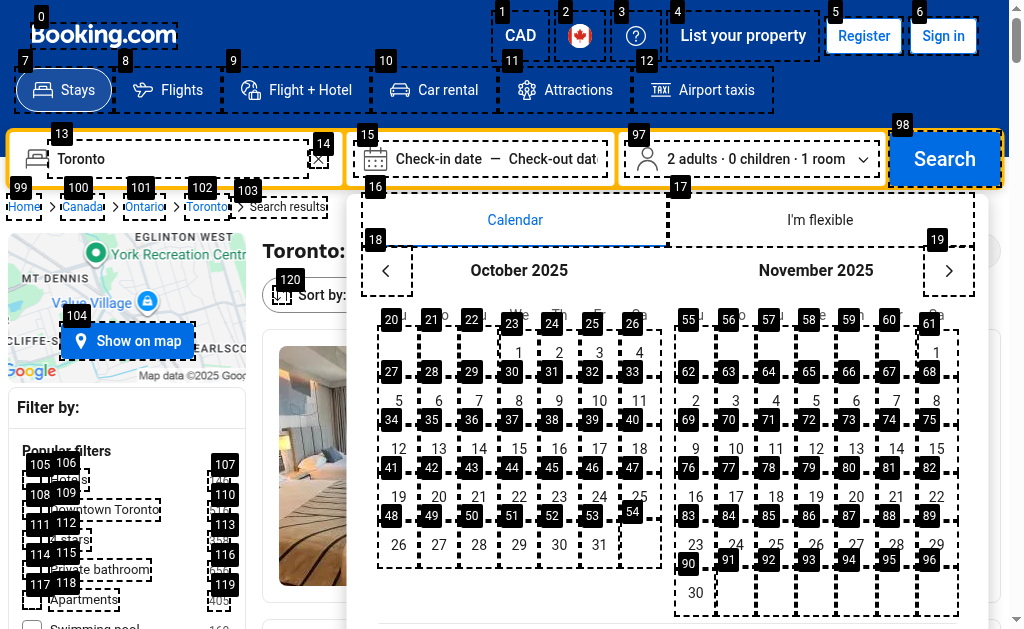 0 1 2 3 4 5 6
Booking.com CAD List your property Register Sign in
7 8 9 10 11 12
Stays Flights Flight + Hotel Car rental Attractions Airport taxis
13 14 15 97 98
Toronto Check-in date — Check-out dat 2 adults · 0 children · 1 room Search
99 100 101 102 103 16 17
Home Canada Ontario Toronto Search results
Calendar I'm flexible
EGLINTON WEST
York Recreation Centr
MT DENNIS
Value Village
104
CLIFFE-S
EARLSCO
Show on map
Google
Map data ©2025 Goog
Toronto:
120
Sort by:
18 19
October 2025 November 2025
20 21 22 23 24 25 26 55 56 57 58 59 60 61
1 2 3 4 1
27 28 29 30 31 32 33 62 63 64 65 66 67 68
5 6 7 8 9 10 11 2 3 4 5 6 7 8
34 35 36 37 38 39 40 69 70 71 72 73 74 75
12 13 14 15 16 17 18 9 10 11 12 13 14 15
41 42 43 44 45 46 47 76 77 78 79 80 81 82
19 20 21 22 23 24 25 16 17 18 19 20 21 22
48 49 50 51 52 53 54 83 84 85 86 87 88 89
26 27 28 29 30 31 23 24 25 26 27 28 29
90 91 92 93 94 95 96
30
Filter by:
Popular filters
105 106 107
Hotels
108 109 110
Downtown Toronto
111 112 113
4 stars
114 115 116
Private bathroom
117 118 119
Apartments 405
Swimming pool